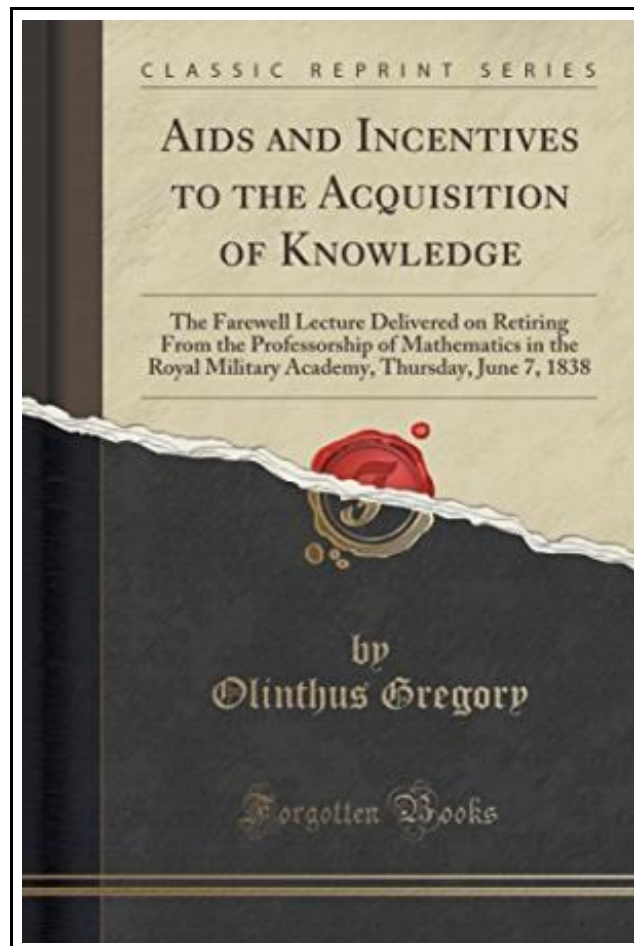 CLASSIC REPRINT SERIES
AIDS AND INCENTIVES
TO THE ACQUISITION
OF KNOWLEDGE
The Farewell Lecture Delivered on Retiring
From the Professorship of Mathematics in the
Royal Military Academy, Thursday, June 7, 1838
by
Olinthus Gregory
Forgotten Books